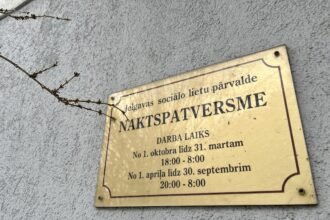 Jelgavas sociālo lietu pārvalde
NAKTSPATVERSME
DARBA LAIKS
No 1. oktobra līdz 31. martam
18:00 - 8:00
No 1. aprīļa līdz 30. septembrim
20:00 - 8:00